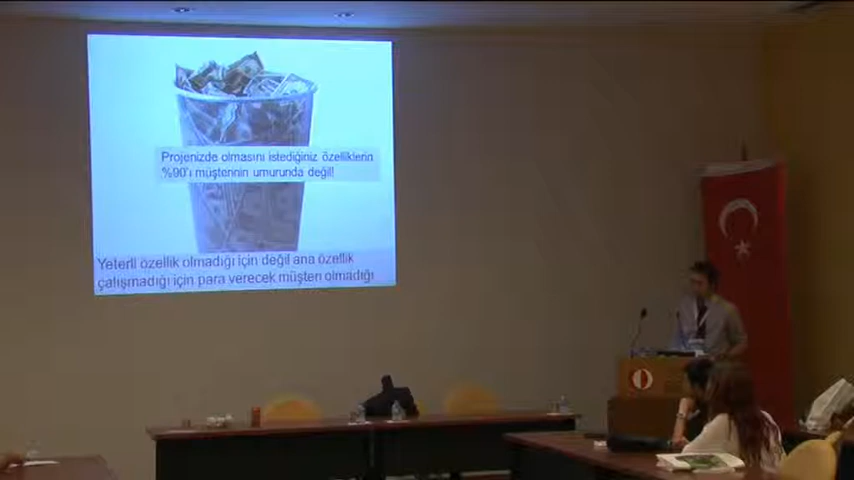 Projenizde olmasını istediğiniz özelliklerin
%90'ı müşterinin umurunda değil!
Yeterli özellik olmadığı için değil ana özellik
çalışmadığı için para verecek müşteri olmadığı